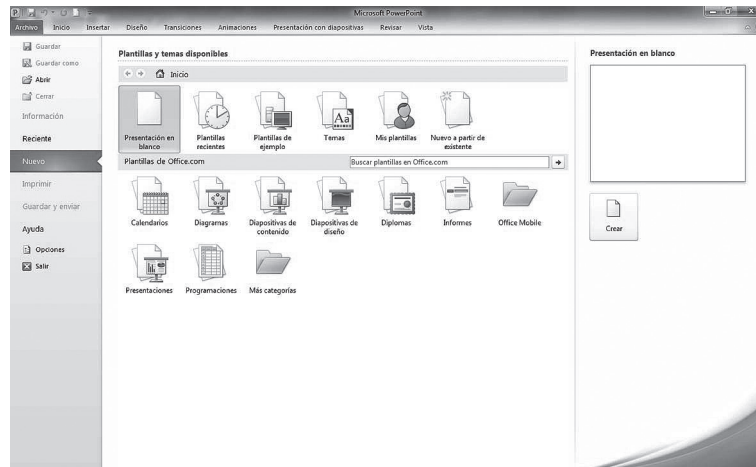 Microsoft PowerPoint
Archivo Inicio Insertar Diseño Transiciones Animaciones Presentación con diapositivas Revisar Vista
Guardar
Guardar como
Abrir
Cerrar
Información
Reciente
Nuevo
Imprimir
Guardar y enviar
Ayuda
Opciones
Salir
Plantillas y temas disponibles
Inicio
Presentación en blanco
Plantillas recientes
Plantillas de ejemplo
Temas
Mis plantillas
Nuevo a partir de existente
Plantillas de Office.com
Buscar plantillas en Office.com
Calendarios
Diagramas
Diapositivas de contenido
Diapositivas de diseño
Diplomas
Informes
Office Mobile
Presentaciones
Programaciones
Más categorías
Presentación en blanco
Crear